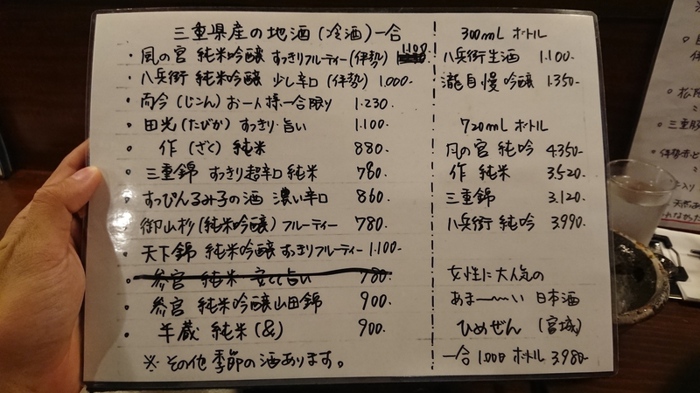 三重県産の地酒(冷酒)一合
・風の宮 純米吟醸 すっきりフルーティー(伊勢) 1.100
・八兵衛 純米吟醸 少し辛口(伊勢) 1.000-
・而今(じこん) お一人様一合限り 1.230-
・田光(たびか) すっきり・旨い 1.100-
・作(ざく) 純米 880-
・三重錦 すっきり超辛口 純米 780-
・すっぴんるみ子の酒 濃い辛口 860-
・御山杉(純米吟醸) フルーティー 780-
・天下錦 純米吟醸 すっきりフルーティー 1.100-
・参宮 純米 安くて旨い 780-
・参宮 純米吟醸山田錦 900-
・半蔵 純米(&) 900-
※その他季節の酒あります。
300mL ボトル
八兵衛生酒 1.100-
瀧自慢吟醸 1.350-
720mL ボトル
風の宮 純吟 4.350-
作 純米 3.520-
三重錦 3.120-
八兵衛 純吟 3.990-
女性に大人気の
あま〜〜い 日本酒
ひめぜん (宮城)
一合 1.000 ボトル 3.980-